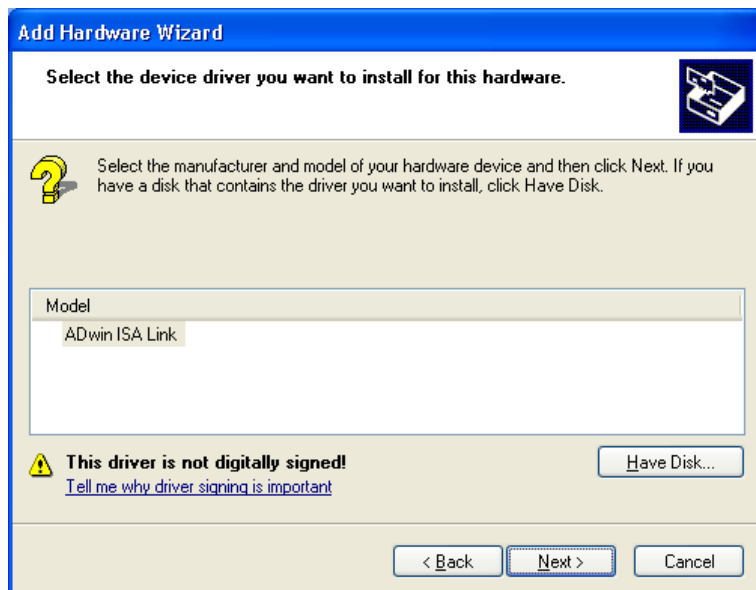 Add Hardware Wizard
Select the device driver you want to install for this hardware.
Select the manufacturer and model of your hardware device and then click Next. If you
have a disk that contains the driver you want to install, click Have Disk.
Model
ADwin ISA Link
This driver is not digitally signed!
Have Disk...
Tell me why driver signing is important
< Back
Next >
Cancel